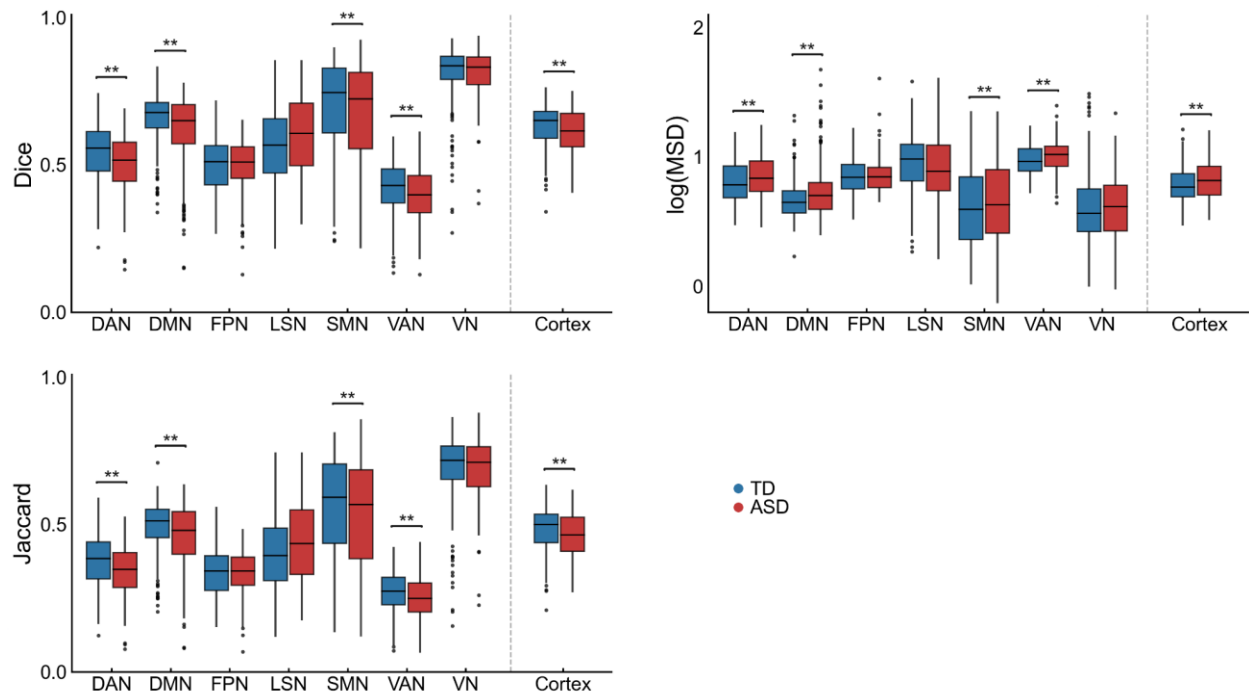 1.0
0.5
0.0
Dice
** ** ** ** **
DAN DMN FPN LSN SMN VAN VN Cortex
2
1
0
log(MSD)
** ** ** ** **
DAN DMN FPN LSN SMN VAN VN Cortex
1.0
0.5
0.0
Jaccard
** ** ** ** **
DAN DMN FPN LSN SMN VAN VN Cortex
TD
ASD